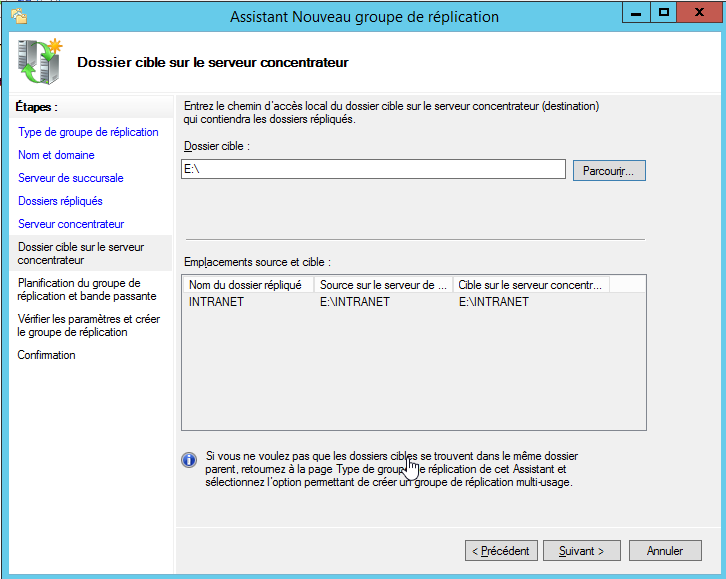 Assistant Nouveau groupe de réplication
Dossier cible sur le serveur concentrateur
Étapes :
Type de groupe de réplication
Nom et domaine
Serveur de succursale
Dossiers répliqués
Serveur concentrateur
Dossier cible sur le serveur
concentrateur
Planification du groupe de
réplication et bande passante
Vérifier les paramètres et créer
le groupe de réplication
Confirmation
Entrez le chemin d'accès local du dossier cible sur le serveur concentrateur (destination)
qui contiendra les dossiers répliqués.
Dossier cible :
E:\
Parcourir...
Emplacements source et cible :
Nom du dossier répliqué Source sur le serveur de ... Cible sur le serveur concentr...
INTRANET E:\INTRANET E:\INTRANET
Si vous ne voulez pas que les dossiers cibles se trouvent dans le même dossier
parent, retournez à la page Type de groupe de réplication de cet Assistant et
sélectionnez l'option permettant de créer un groupe de réplication multi-usage.
< Précédent
Suivant >
Annuler